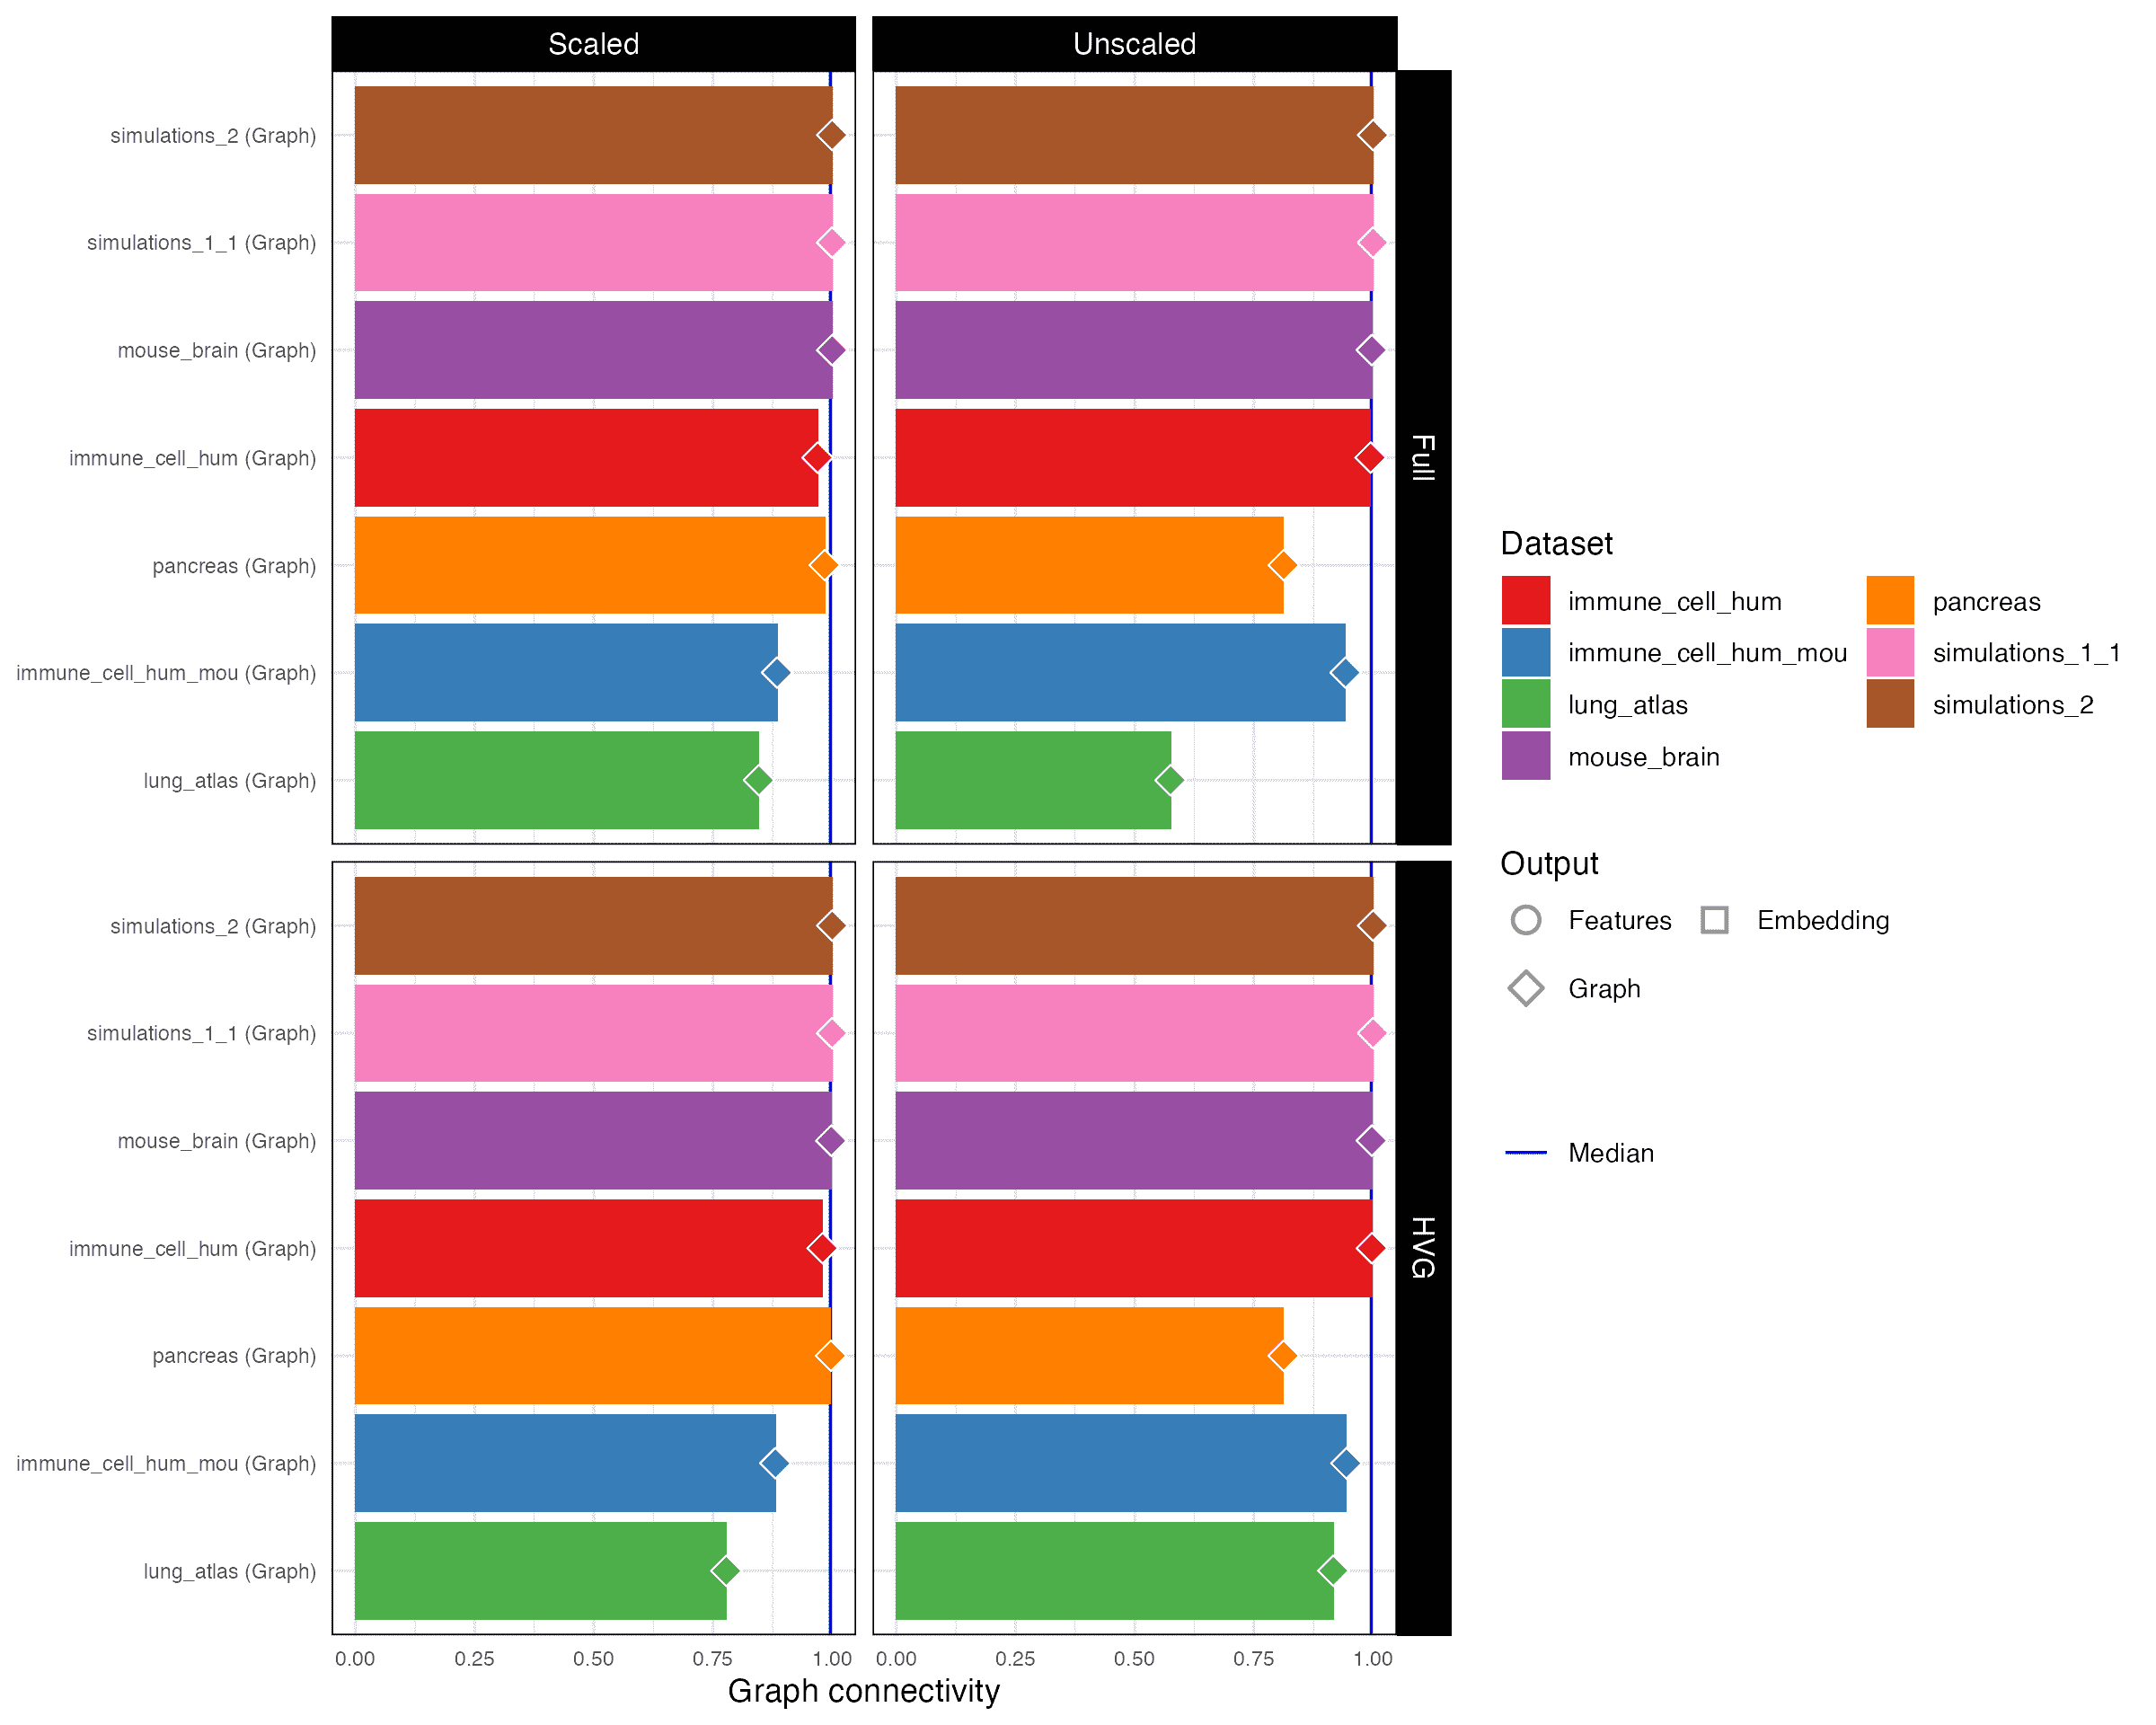 Scaled
Unscaled
simulations_2 (Graph)
simulations_1_1 (Graph)
mouse_brain (Graph)
immune_cell_hum (Graph)
pancreas (Graph)
immune_cell_hum_mou (Graph)
lung_atlas (Graph)
Full
simulations_2 (Graph)
simulations_1_1 (Graph)
mouse_brain (Graph)
immune_cell_hum (Graph)
pancreas (Graph)
immune_cell_hum_mou (Graph)
lung_atlas (Graph)
HVG
0.00 0.25 0.50 0.75 1.00
0.00 0.25 0.50 0.75 1.00
Graph connectivity
Dataset
immune_cell_hum
immune_cell_hum_mou
lung_atlas
mouse_brain
pancreas
simulations_1_1
simulations_2
Output
Features
Embedding
Graph
Median